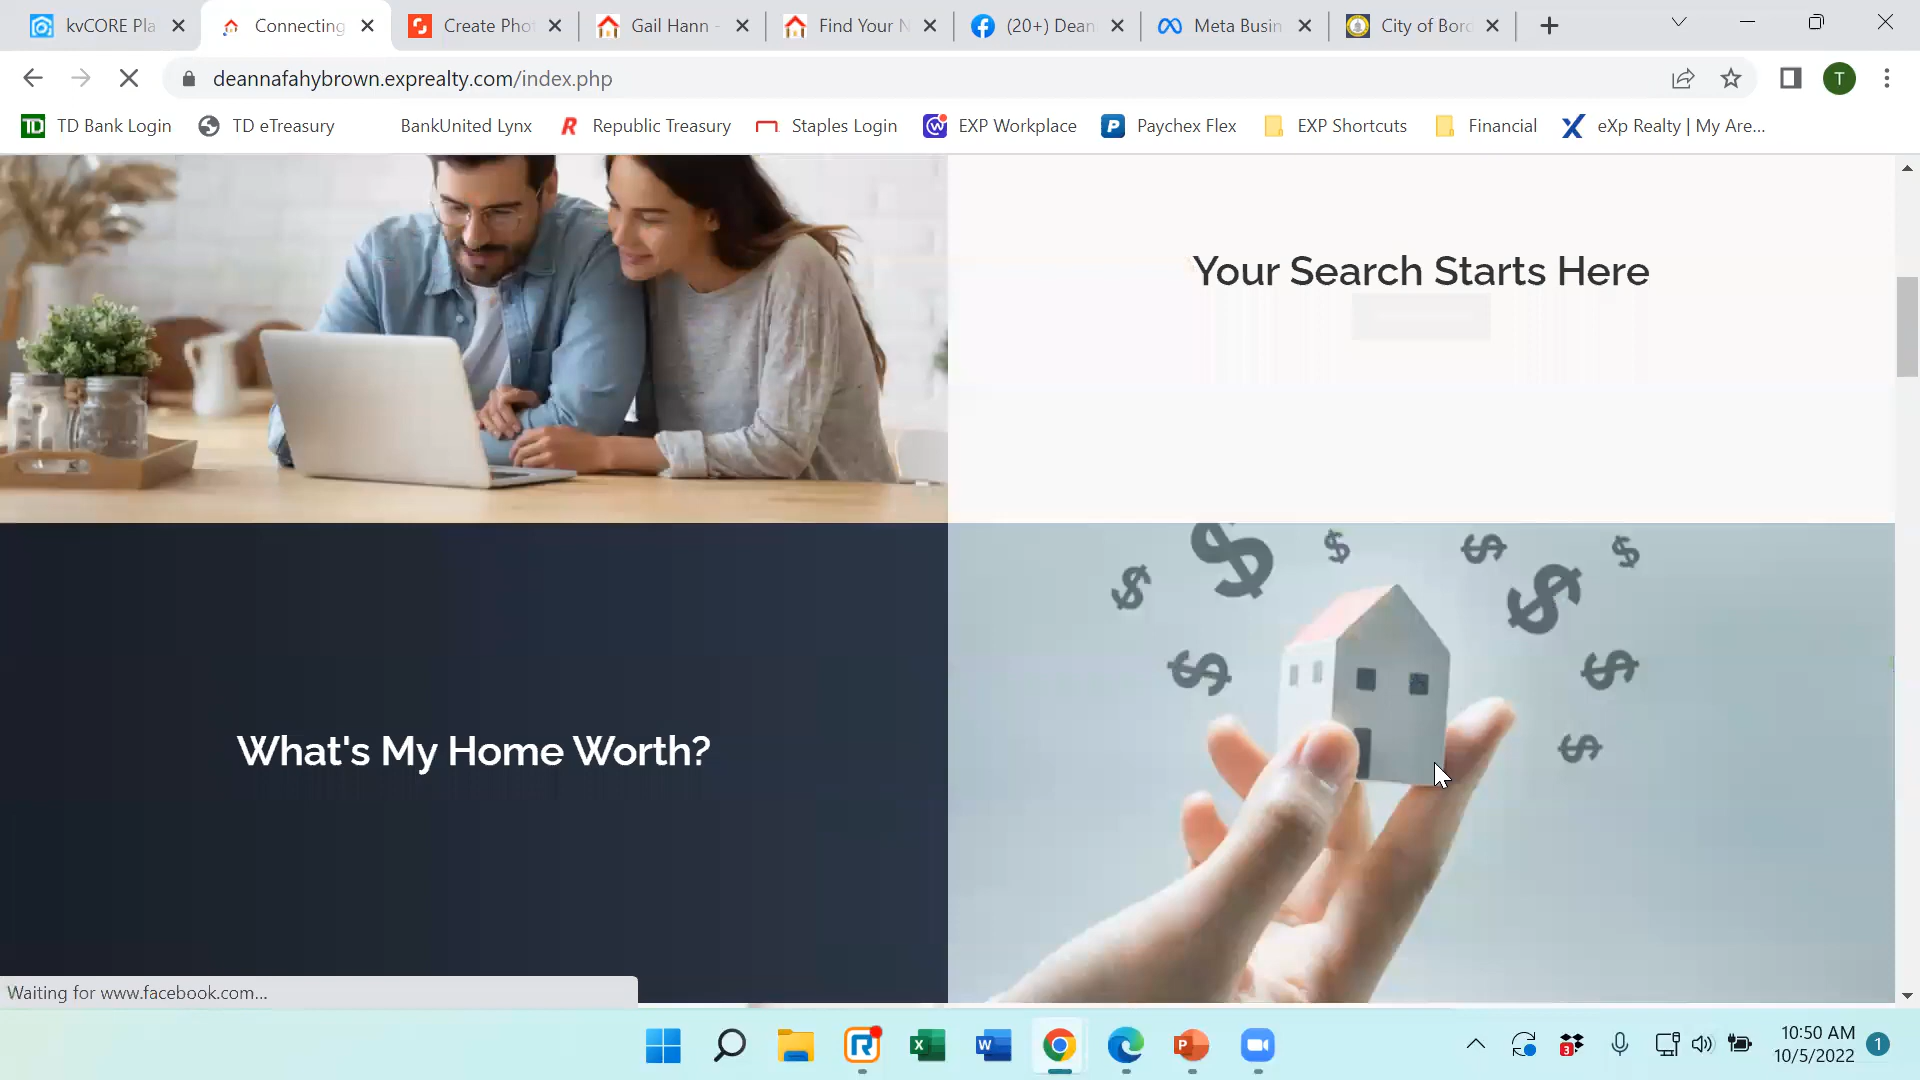 kvCORE Pla
Connecting
Create Pho
Gail Hann -
Find Your N
(20+) Dean
Meta Busin
City of Bord
deannafahybrown.exprealty.com/index.php
T
TD Bank Login
TD eTreasury
BankUnited Lynx
Republic Treasury
Staples Login
EXP Workplace
Paychex Flex
EXP Shortcuts
Financial
eXp Realty | My Are...
Your Search Starts Here
What's My Home Worth?
Waiting for www.facebook.com...
3
10:50 AM
10/5/2022
1